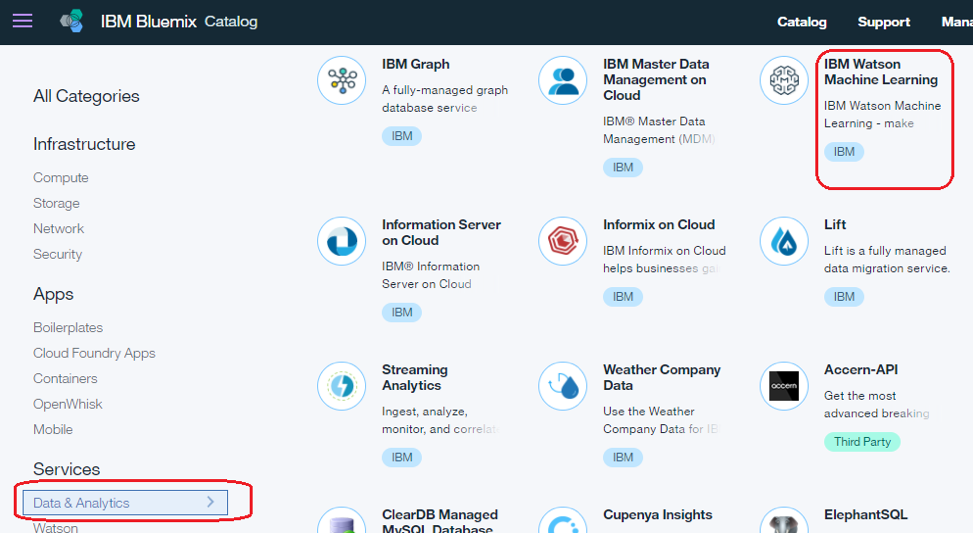 IBM Bluemix Catalog
Catalog
Support
All Categories
Infrastructure
Compute
Storage
Network
Security
Apps
Boilerplates
Cloud Foundry Apps
Containers
OpenWhisk
Mobile
Services
Data & Analytics
Watson
IBM Graph
A fully-managed graph
database service
IBM
IBM Master Data
Management on
Cloud
IBM® Master Data
Management (MDM)
IBM
IBM Watson
Machine Learning
IBM Watson Machine
Learning - make
IBM
Information Server
on Cloud
IBM® Information
Server on Cloud
IBM
Informix on Cloud
IBM Informix on Cloud
helps businesses
IBM
Lift
Lift is a fully managed
data migration service.
IBM
Streaming
Analytics
Ingest, analyze,
monitor, and
IBM
Weather Company
Data
Use the Weather
Company Data for
IBM
accern
Accern-API
Get the most
advanced breaking
Third Party
ClearDB Managed
MySQL Database
Cupenya Insights
ElephantSQL